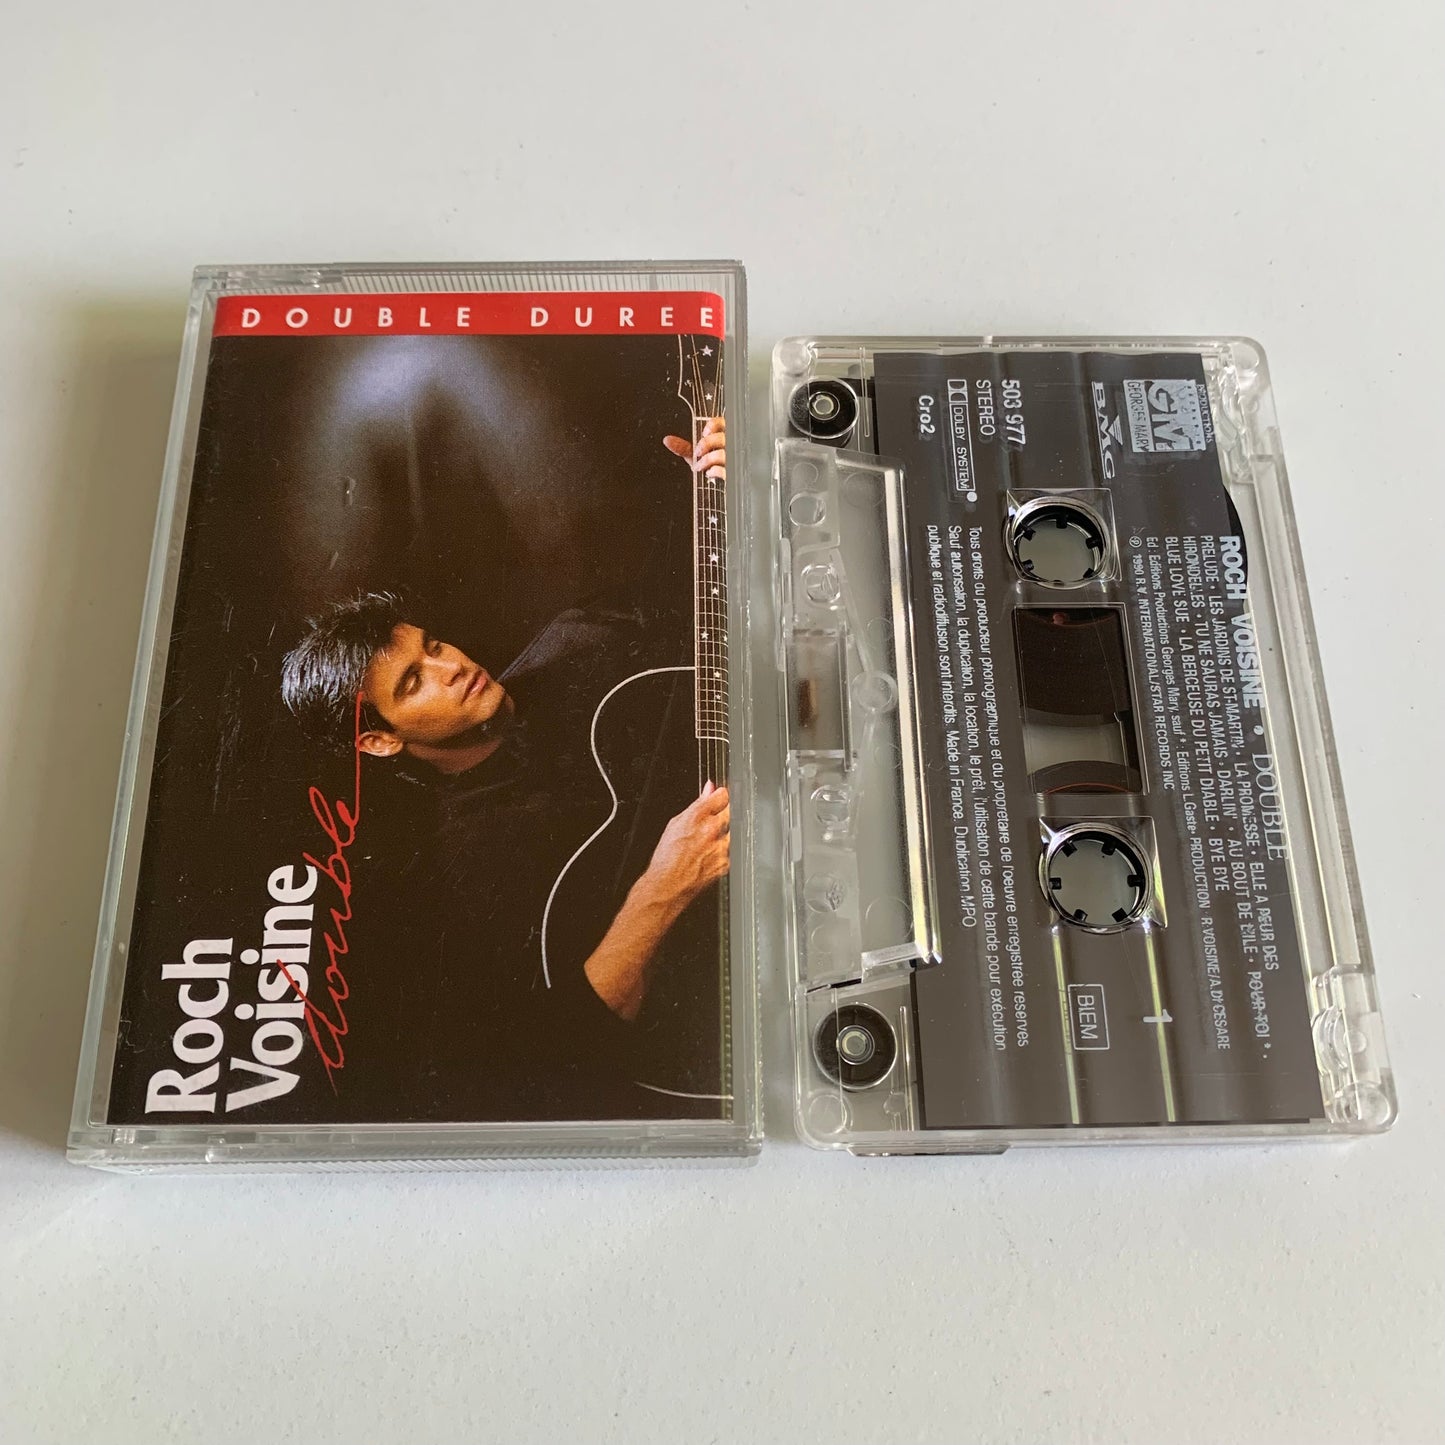 DOUBLE DUREE
Roch
Voisine
double
PRODUCTIONS
GM
GEORGES MARY
BMG
503 977
STEREO
DOLBY SYSTEM
Cro2
ROCH VOISINE • DOUBLE
PRELUDE • LES JARDINS DE ST-MARTIN • LA PROMESSE • ELLE A PEUR DES
HIRONDELLES • TU NE SAURAS JAMAIS • DARLIN' • AU BOUT DE MILE • POUR TOI * •
BLUE LOVE SUE • LA BERCEUSE DU PETIT DIABLE • BYE BYE
Ed : Editions Productions Georges Mary, sauf * : Editions L. Gaste • PRODUCTION : R. VOISINE/A. DI CESARE
℗ 1990 R.V. INTERNATIONAL/STAR RECORDS INC
1
BIEM
Tous droits du producteur phonographique et du propriétaire de l'oeuvre enregistrée reserves
Sauf autorisation, la duplication, la location, le prêt, l'utilisation de cette bande pour exécution
publique et radiodiffusion sont interdits. Made in France. Duplication MPO